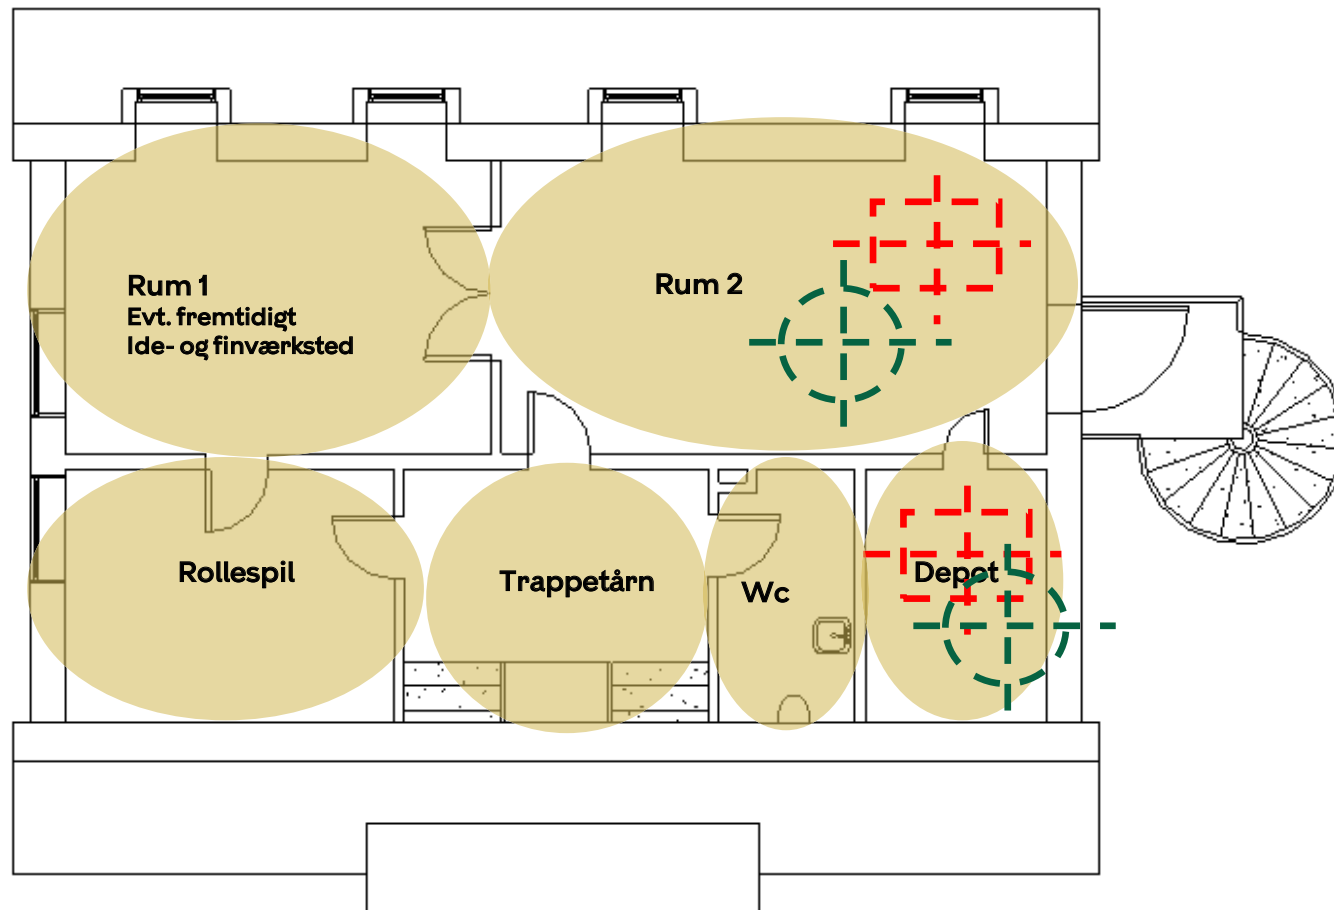 Rum 1
Evt. fremtidigt
Ide- og finværksted
Rum 2
Rollespil
Trappetårn
Wc
Depot